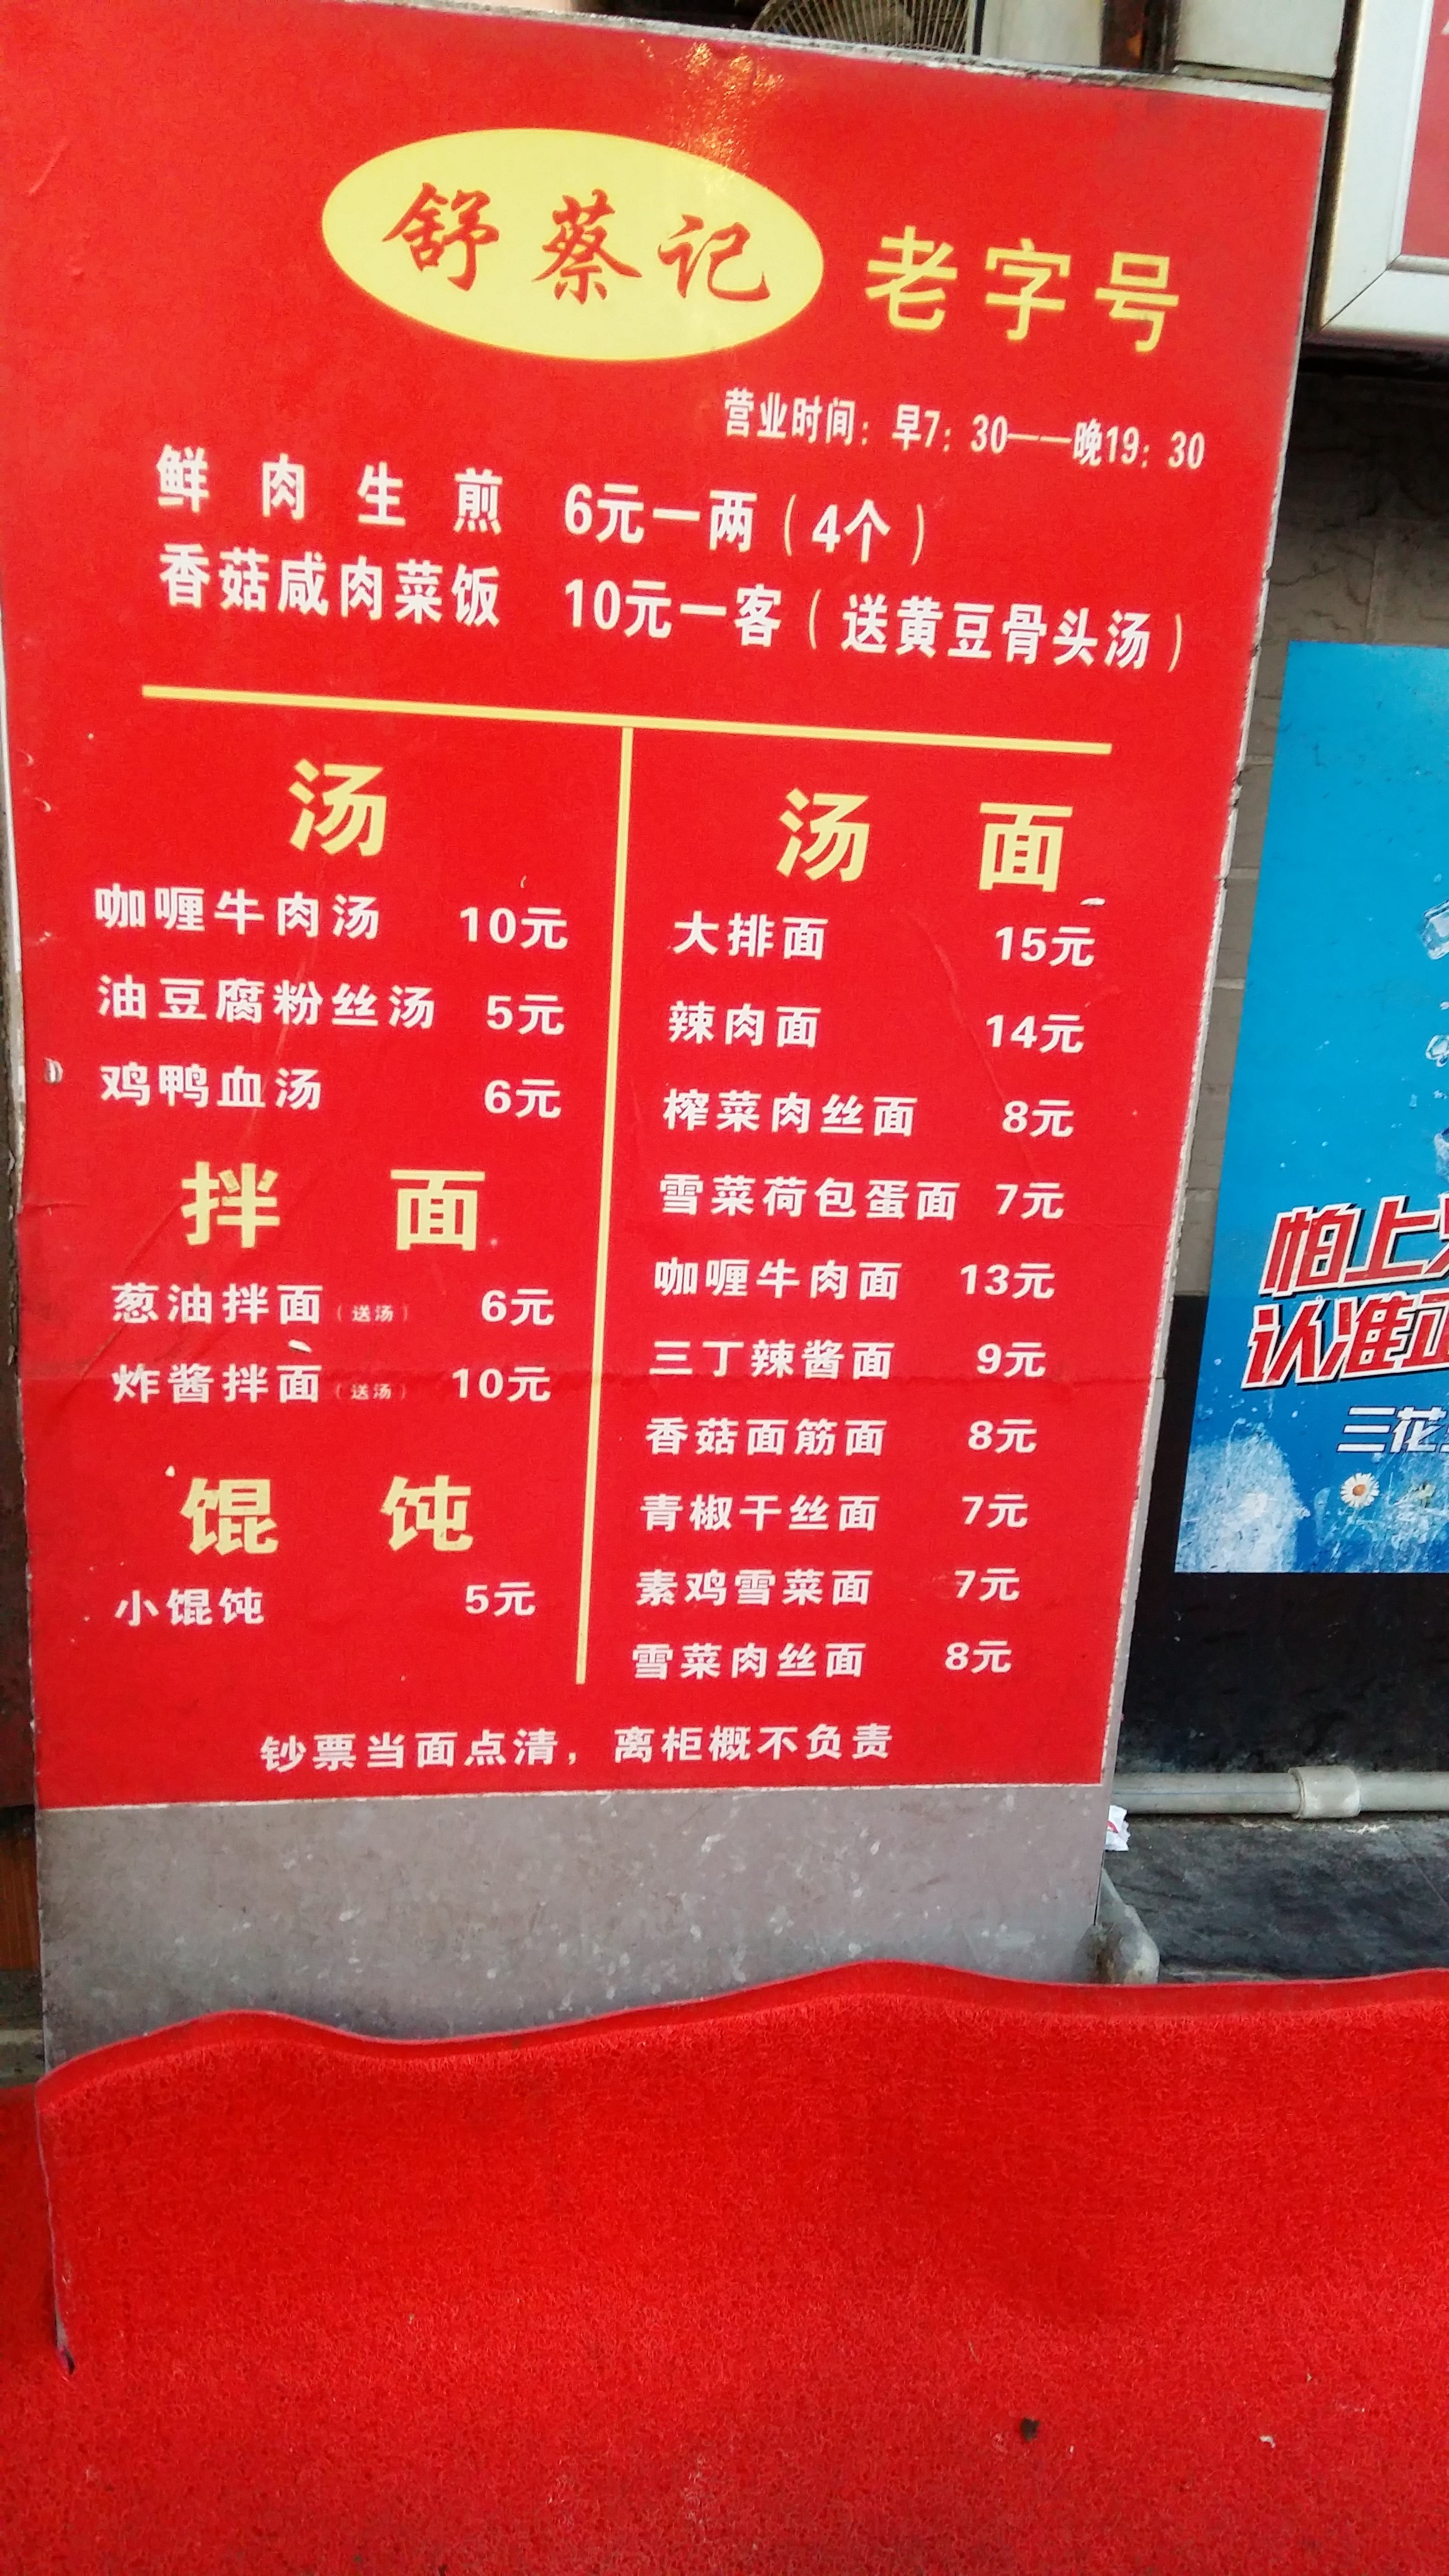 舒蔡记 老字号
营业时间：早7：30——晚19：30
鲜肉生煎 6元一两（4个）
香菇咸肉菜饭 10元一客（送黄豆骨头汤）
汤
咖喱牛肉汤 10元
油豆腐粉丝汤 5元
鸡鸭血汤 6元
拌面
葱油拌面（送汤） 6元
炸酱拌面（送汤） 10元
馄饨
小馄饨 5元
汤面
大排面 15元
辣肉面 14元
榨菜肉丝面 8元
雪菜荷包蛋面 7元
咖喱牛肉面 13元
三丁辣酱面 9元
香菇面筋面 8元
青椒干丝面 7元
素鸡雪菜面 7元
雪菜肉丝面 8元
钞票当面点清，离柜概不负责
帕上
认准正
三花